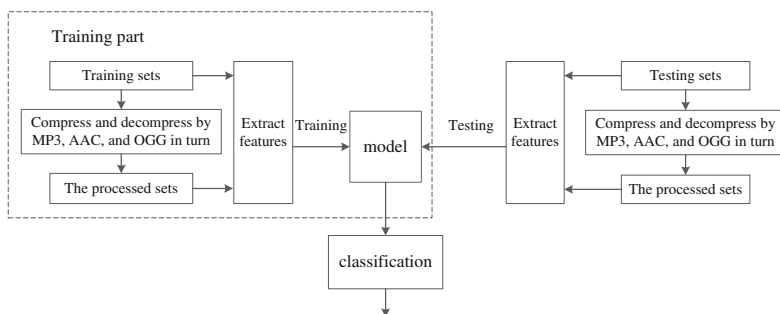 Training part
Training sets
Compress and decompress by
MP3, AAC, and OGG in turn
The processed sets
Extract
features
Training
model
Testing
Extract
features
Testing sets
Compress and decompress by
MP3, AAC, and OGG in turn
The processed sets
classification